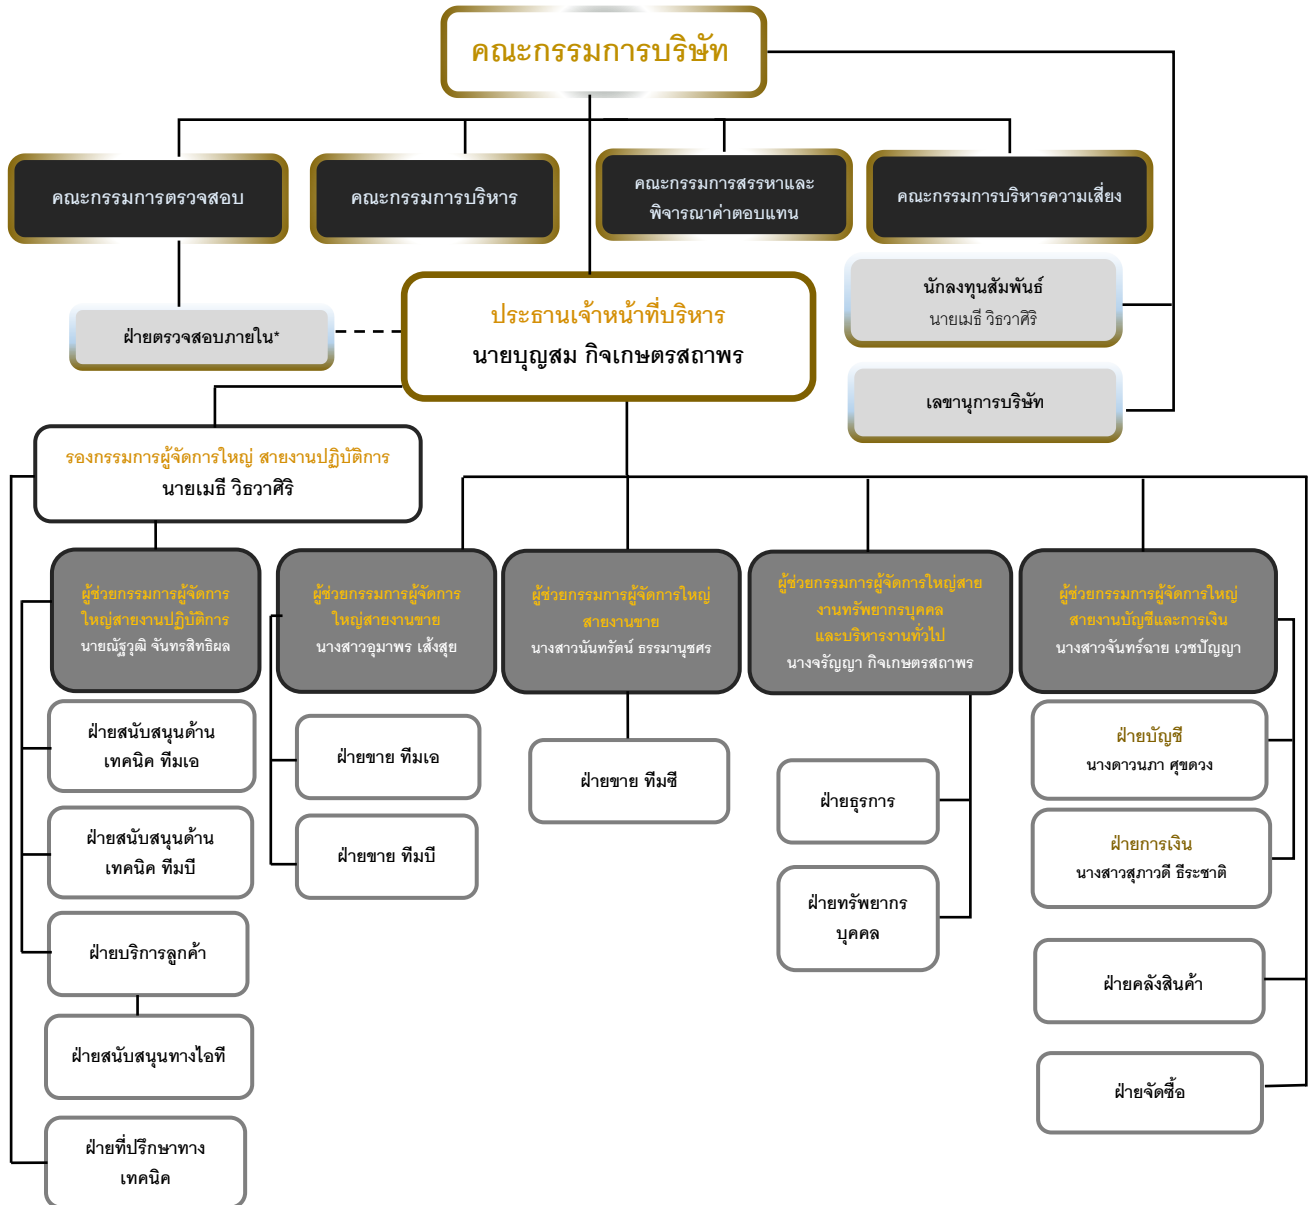 คณะกรรมการบริษัท
คณะกรรมการตรวจสอบ
คณะกรรมการบริหาร
คณะกรรมการสรรหาและ
พิจารณาค่าตอบแทน
คณะกรรมการบริหารความเสี่ยง
นักลงทุนสัมพันธ์
นายเมธี วิธวาศิริ
ฝ่ายตรวจสอบภายใน*
ประธานเจ้าหน้าที่บริหาร
นายบุญสม กิจเกษตรสถาพร
เลขานุการบริษัท
รองกรรมการผู้จัดการใหญ่ สายงานปฏิบัติการ
นายเมธี วิธวาศิริ
ผู้ช่วยกรรมการผู้จัดการ
ใหญ่สายงานปฏิบัติการ
นายณัฐวุฒิ จันทรสิทธิผล
ผู้ช่วยกรรมการผู้จัดการ
ใหญ่สายงานขาย
นางสาวอุมาพร เส้งสุย
ผู้ช่วยกรรมการผู้จัดการใหญ่
สายงานขาย
นางสาวนันทรัตน์ ธรรมานุชศร
ผู้ช่วยกรรมการผู้จัดการใหญ่สาย
งานทรัพยากรบุคคล
และบริหารงานทั่วไป
นางจรัญญา กิจเกษตรสถาพร
ผู้ช่วยกรรมการผู้จัดการใหญ่
สายงานบัญชีและการเงิน
นางสาวจันทร์ฉาย เวชปัญญา
ฝ่ายสนับสนุนด้าน
เทคนิค ทีมเอ
ฝ่ายขาย ทีมเอ
ฝ่ายขาย ทีมซี
ฝ่ายธุรการ
ฝ่ายบัญชี
นางดาวนภา ศุขดวง
ฝ่ายสนับสนุนด้าน
เทคนิค ทีมบี
ฝ่ายขาย ทีมบี
ฝ่ายทรัพยากร
บุคคล
ฝ่ายการเงิน
นางสาวสุภาวดี ธีระชาติ
ฝ่ายบริการลูกค้า
ฝ่ายคลังสินค้า
ฝ่ายสนับสนุนทางไอที
ฝ่ายจัดซื้อ
ฝ่ายที่ปรึกษาทาง
เทคนิค